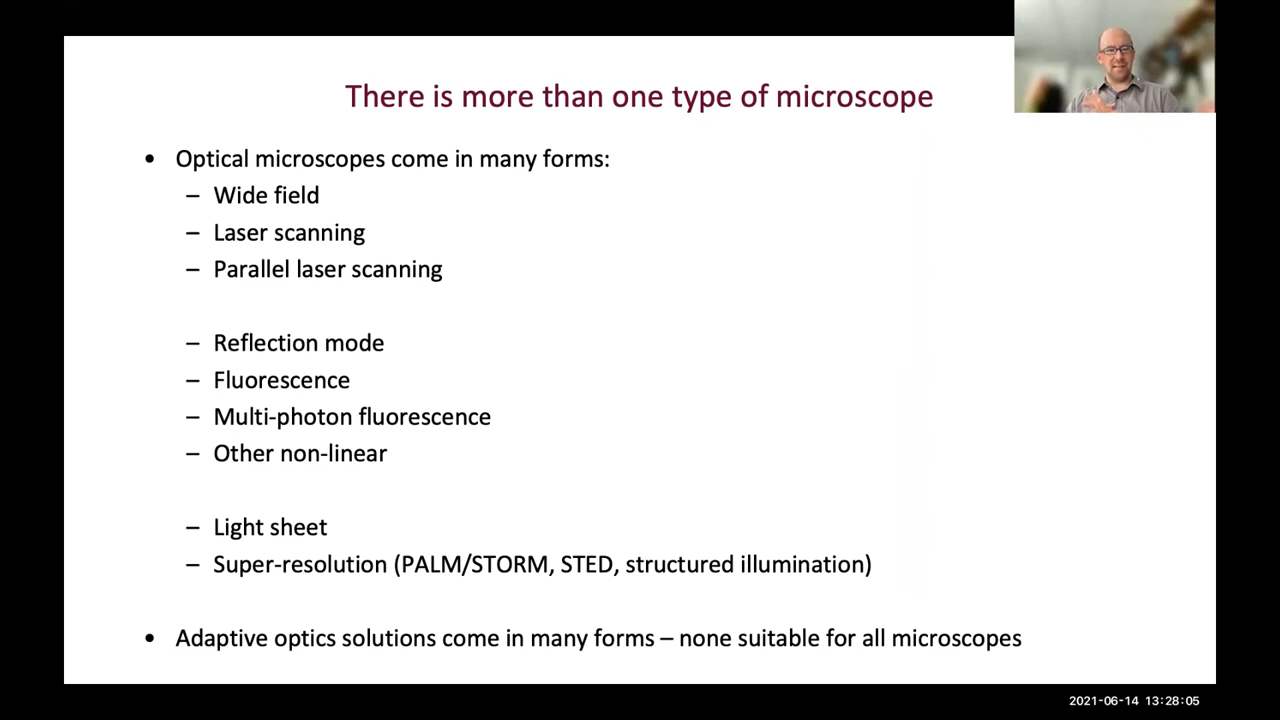 There is more than one type of microscope
• Optical microscopes come in many forms:
– Wide field
– Laser scanning
– Parallel laser scanning
– Reflection mode
– Fluorescence
– Multi-photon fluorescence
– Other non-linear
– Light sheet
– Super-resolution (PALM/STORM, STED, structured illumination)
• Adaptive optics solutions come in many forms – none suitable for all microscopes
2021-06-14 13:28:05